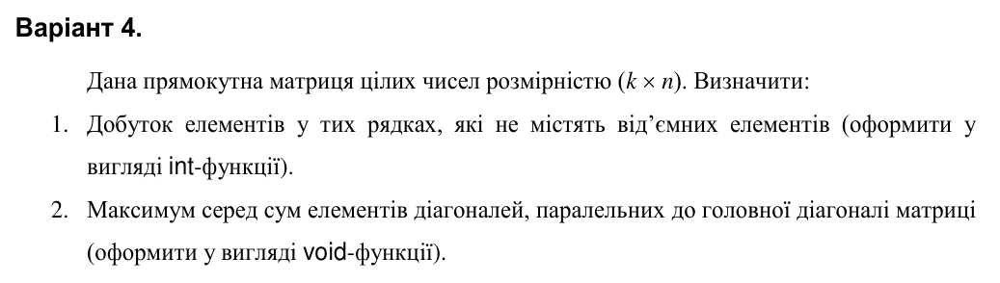 Варіант 4.
Дана прямокутна матриця цілих чисел розмірністю (k × n). Визначити:
1. Добуток елементів у тих рядках, які не містять від’ємних елементів (оформити у
вигляді int-функції).
2. Максимум серед сум елементів діагоналей, паралельних до головної діагоналі матриці
(оформити у вигляді void-функції).